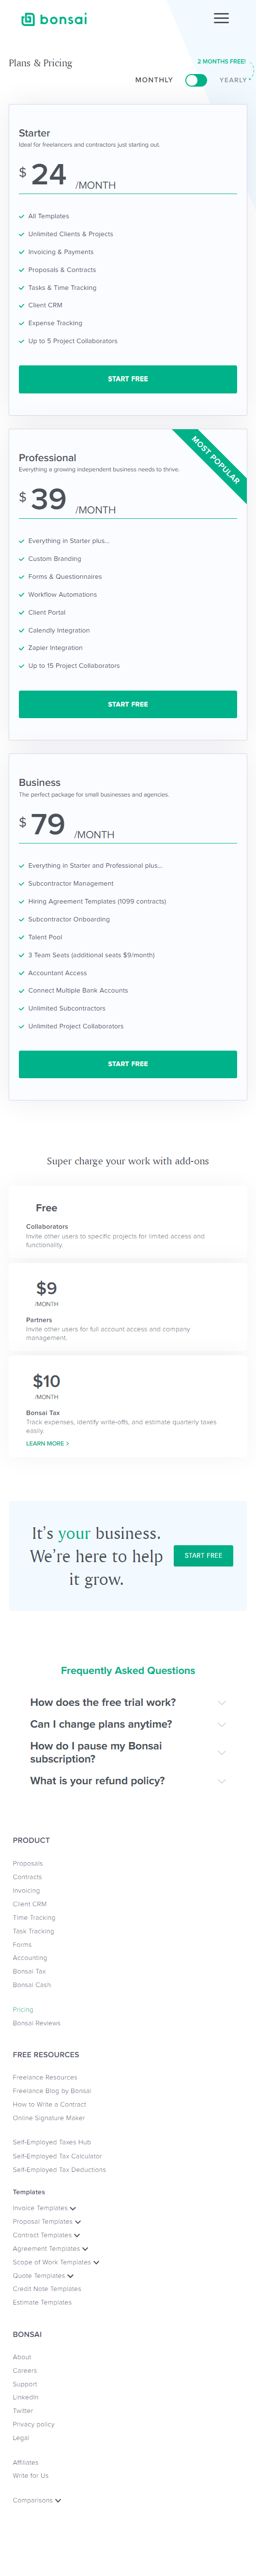 bonsai
Plans & Pricing
2 MONTHS FREE!
MONTHLY
YEARLY
Starter
Ideal for freelancers and contractors just starting out.
$ 24 /MONTH
All Templates
Unlimited Clients & Projects
Invoicing & Payments
Proposals & Contracts
Tasks & Time Tracking
Client CRM
Expense Tracking
Up to 5 Project Collaborators
START FREE
MOST POPULAR
Professional
Everything a growing independent business needs to thrive.
$ 39 /MONTH
Everything in Starter plus...
Custom Branding
Forms & Questionnaires
Workflow Automations
Client Portal
Calendly Integration
Zapier Integration
Up to 15 Project Collaborators
START FREE
Business
The perfect package for small businesses and agencies.
$ 79 /MONTH
Everything in Starter and Professional plus...
Subcontractor Management
Hiring Agreement Templates (1099 contracts)
Subcontractor Onboarding
Talent Pool
3 Team Seats (additional seats $9/month)
Accountant Access
Connect Multiple Bank Accounts
Unlimited Subcontractors
Unlimited Project Collaborators
START FREE
Super charge your work with add-ons
Free
Collaborators
Invite other users to specific projects for limited access and
functionality.
$9
/MONTH
Partners
Invite other users for full account access and company
management.
$10
/MONTH
Bonsai Tax
Track expenses, identify write-offs, and estimate quarterly taxes
easily.
LEARN MORE >
It's your business.
We're here to help
it grow.
START FREE
Frequently Asked Questions
How does the free trial work?
Can I change plans anytime?
How do I pause my Bonsai
subscription?
What is your refund policy?
PRODUCT
Proposals
Contracts
Invoicing
Client CRM
Time Tracking
Task Tracking
Forms
Accounting
Bonsai Tax
Bonsai Cash
Pricing
Bonsai Reviews
FREE RESOURCES
Freelance Resources
Freelance Blog by Bonsai
How to Write a Contract
Online Signature Maker
Self-Employed Taxes Hub
Self-Employed Tax Calculator
Self-Employed Tax Deductions
Templates
Invoice Templates
Proposal Templates
Contract Templates
Agreement Templates
Scope of Work Templates
Quote Templates
Credit Note Templates
Estimate Templates
BONSAI
About
Careers
Support
LinkedIn
Twitter
Privacy policy
Legal
Affiliates
Write for Us
Comparisons